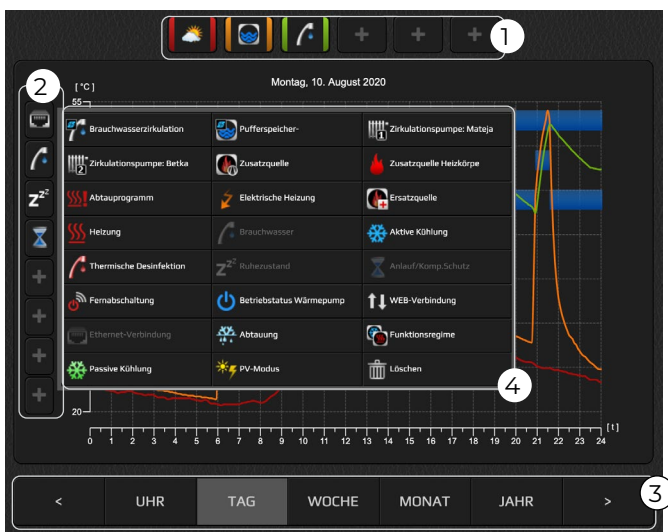 1
2
[°C]
Montag, 10. August 2020
55
Brauchwasserzirkulation
Pufferspeicher-
Zirkulationspumpe: Mateja
Zirkulationspumpe: Betka
Zusatzquelle
Zusatzquelle Heizkörpe
Abtauprogramm
Elektrische Heizung
Ersatzquelle
Heizung
Brauchwasser
Aktive Kühlung
Thermische Desinfektion
Ruhezustand
Anlauf/Komp.Schutz
Fernabschaltung
Betriebstatus Wärmepump
WEB-Verbindung
Ethernet-Verbindung
Abtauung
Funktionsregime
Passive Kühlung
PV-Modus
Löschen
4
20
0 1 2 3 4 5 6 7 8 9 10 11 12 13 14 15 16 17 18 19 20 21 22 23 24
[t]
< UHR TAG WOCHE MONAT JAHR >
3